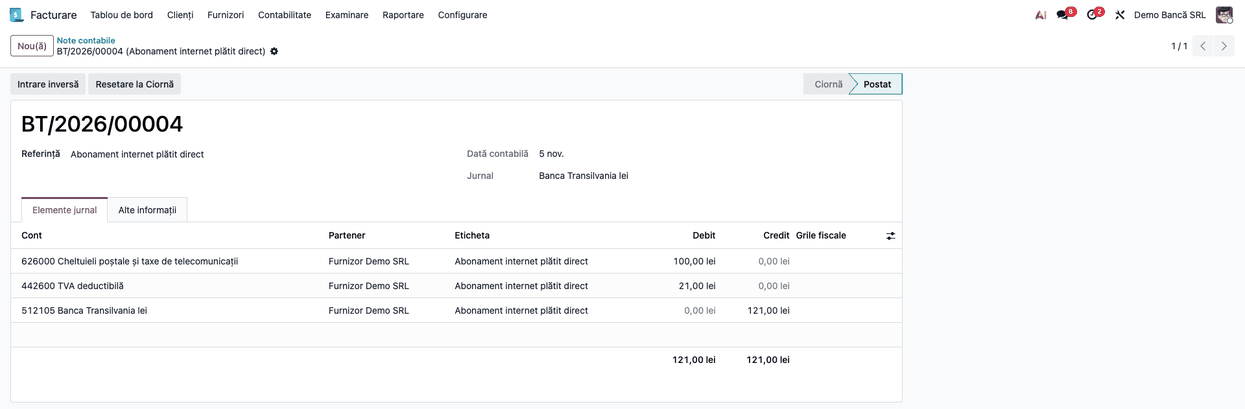 Facturare Tablou de bord Clienți Furnizori Contabilitate Examinare Raportare Configurare
AI 8 2 Demo Bancă SRL
Nou(ă) Note contabile
BT/2026/00004 (Abonament internet plătit direct)
1 / 1
Intrare inversă Resetare la Ciornă Ciornă Postat
BT/2026/00004
Referință Abonament internet plătit direct Dată contabilă 5 nov.
Jurnal Banca Transilvania lei
Elemente jurnal Alte informații
Cont Partener Eticheta Debit Credit Grile fiscale
626000 Cheltuieli poștale și taxe de telecomunicații Furnizor Demo SRL Abonament internet plătit direct 100,00 lei 0,00 lei
442600 TVA deductibilă Furnizor Demo SRL Abonament internet plătit direct 21,00 lei 0,00 lei
512105 Banca Transilvania lei Furnizor Demo SRL Abonament internet plătit direct 0,00 lei 121,00 lei
121,00 lei 121,00 lei